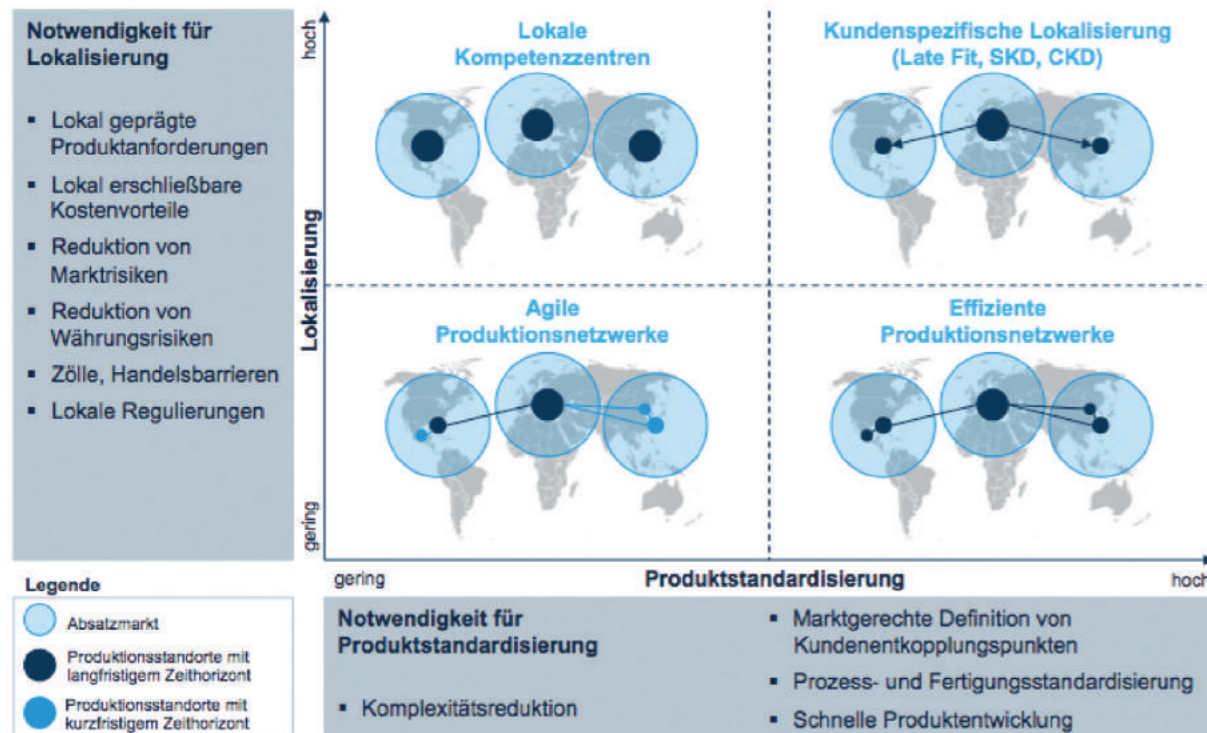 Notwendigkeit für
Lokalisierung
▪ Lokal geprägte
Produktanforderungen
▪ Lokal erschließbare
Kostenvorteile
▪ Reduktion von
Marktrisiken
▪ Reduktion von
Währungsrisiken
▪ Zölle, Handelsbarrieren
▪ Lokale Regulierungen
hoch
Lokalisierung
gering
Lokale
Kompetenzzentren
Kundenspezifische Lokalisierung
(Late Fit, SKD, CKD)
Agile
Produktionsnetzwerke
Effiziente
Produktionsnetzwerke
gering
Produktstandardisierung
hoch
Legende
Absatzmarkt
Produktionsstandorte mit
langfristigem Zeithorizont
Produktionsstandorte mit
kurzfristigem Zeithorizont
Notwendigkeit für
Produktstandardisierung
▪ Komplexitätsreduktion
▪ Marktgerechte Definition von
Kundenentkopplungspunkten
▪ Prozess- und Fertigungsstandardisierung
▪ Schnelle Produktentwicklung